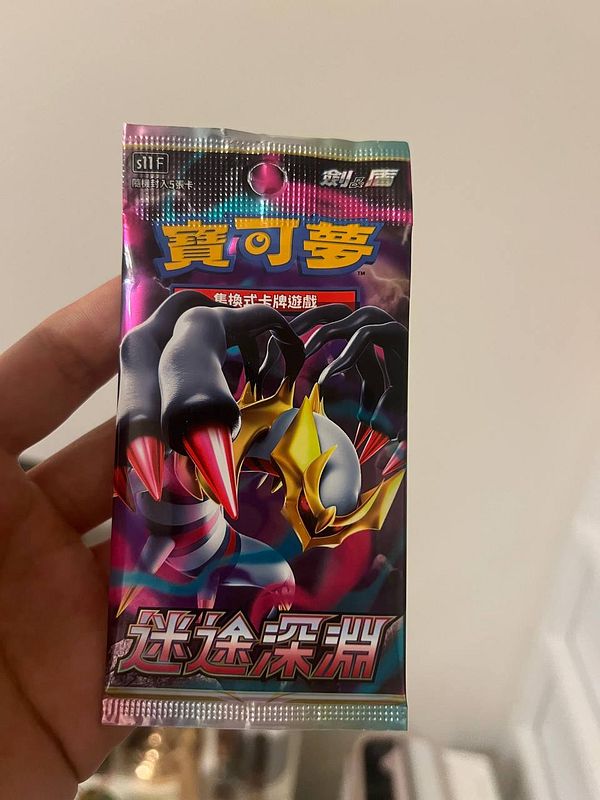 S11F
隨機封入5張卡
劍&盾
寶可夢
TM
集換式卡牌遊戲
迷途深淵